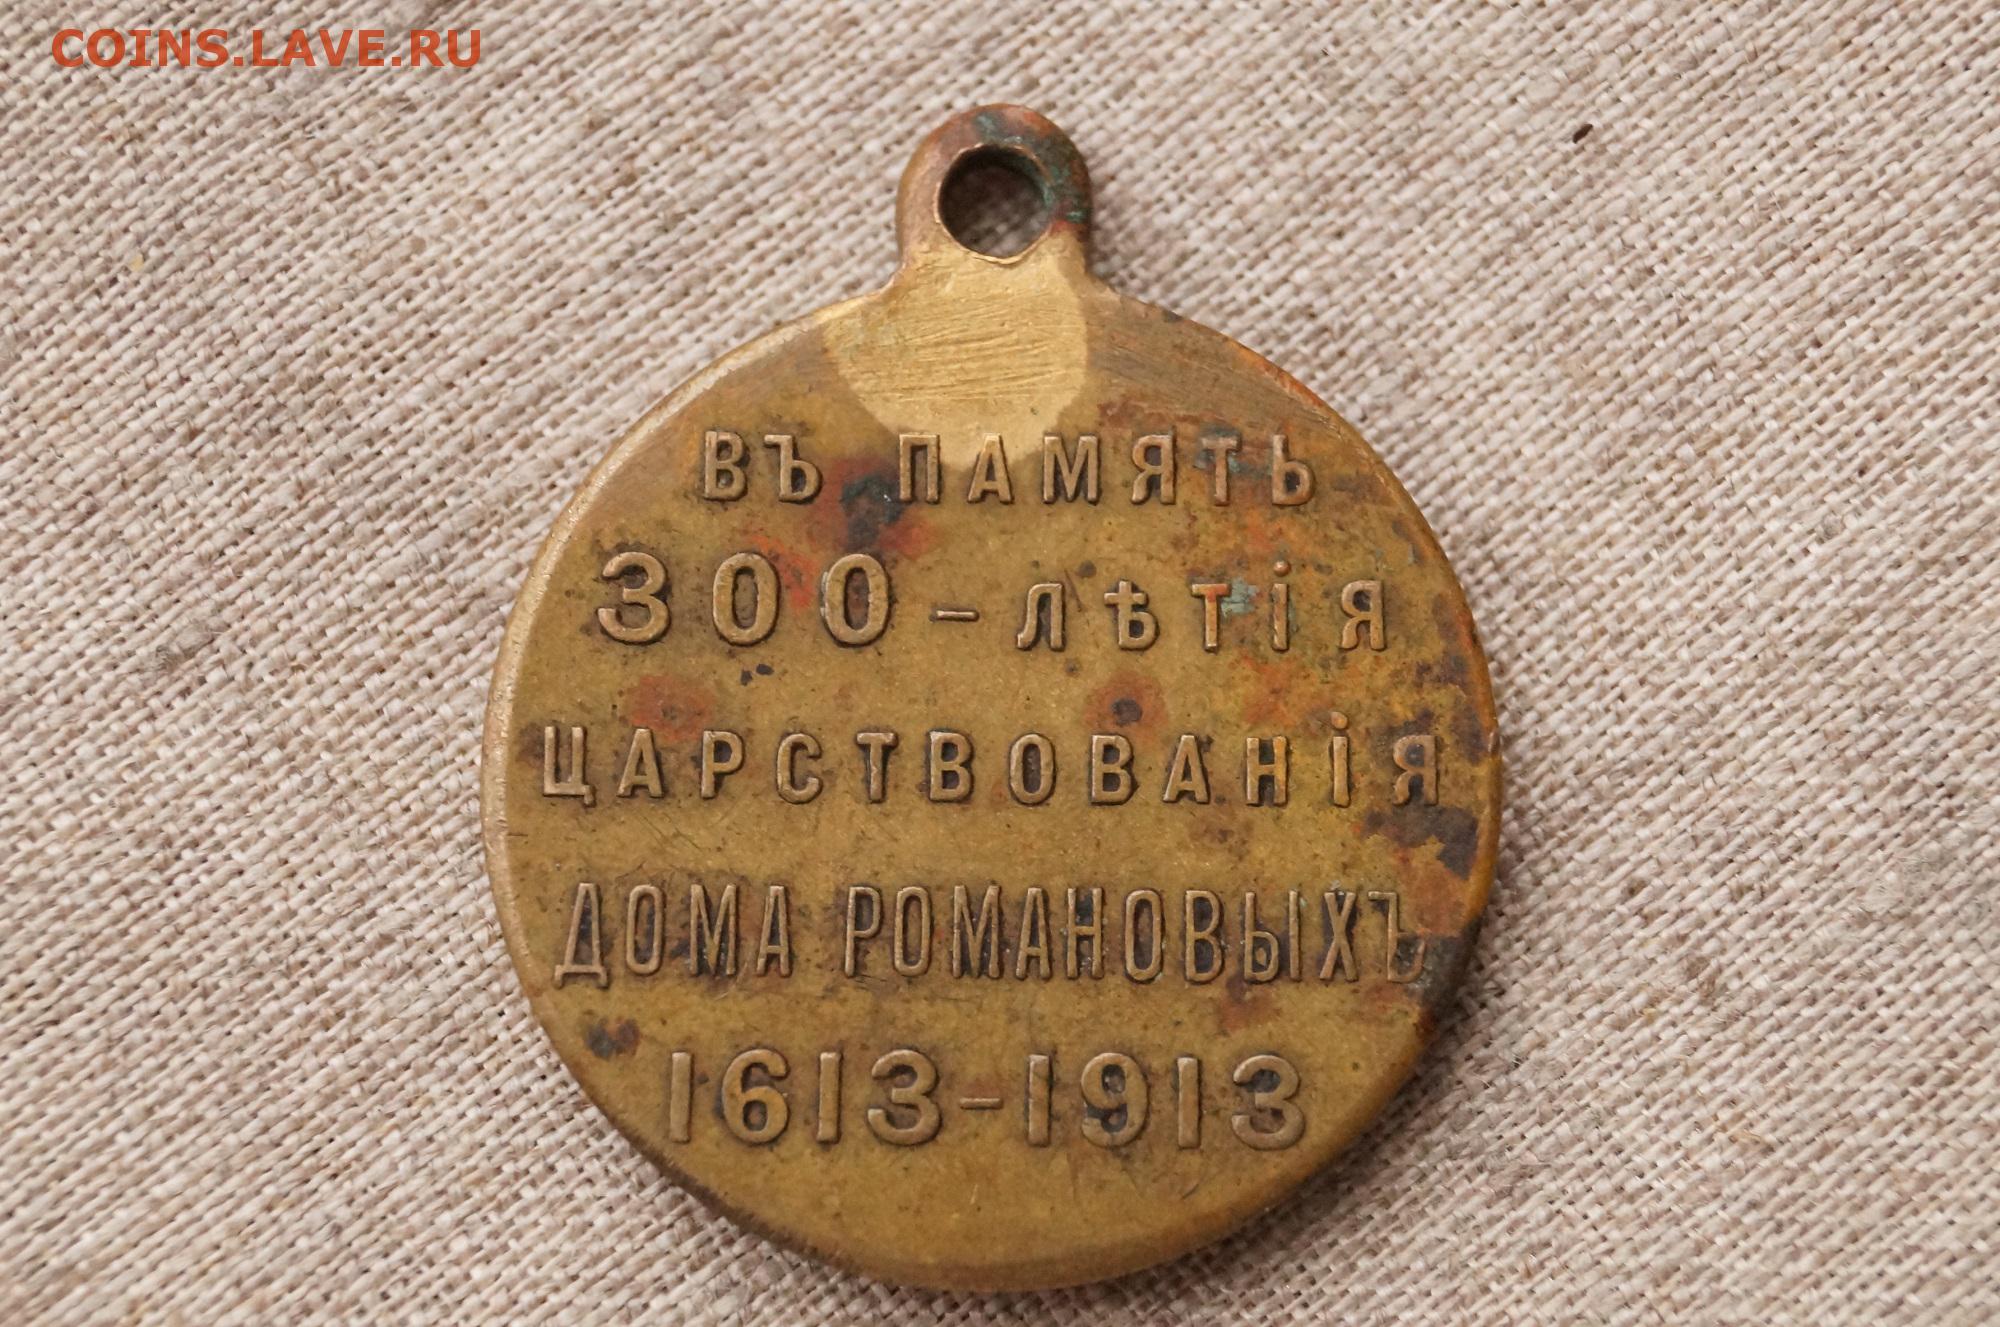 COINS.LAVE.RU
ВЪ ПАМЯТЬ
300-ЛѢТІЯ
ЦАРСТВОВАНІЯ
ДОМА РОМАНОВЫХЪ
1613-1913